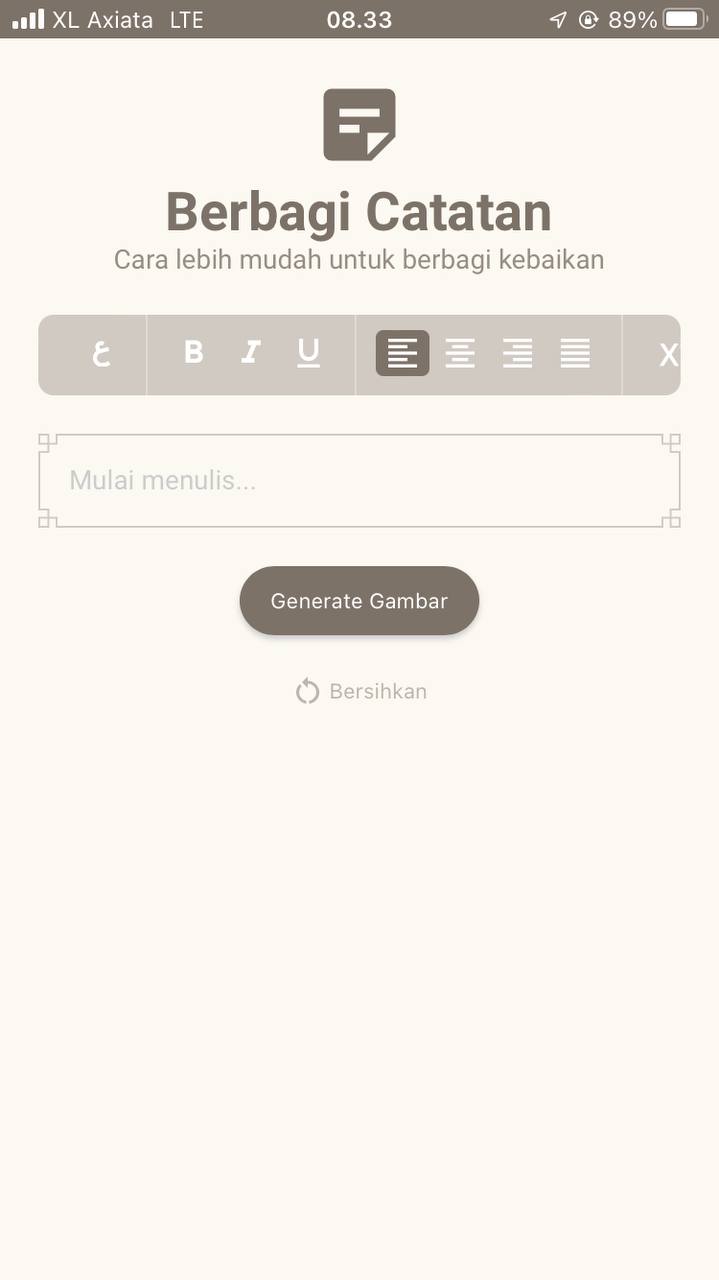 XL Axiata LTE 08.33 89%
Berbagi Catatan
Cara lebih mudah untuk berbagi kebaikan
ع B I U X
Mulai menulis...
Generate Gambar
Bersihkan